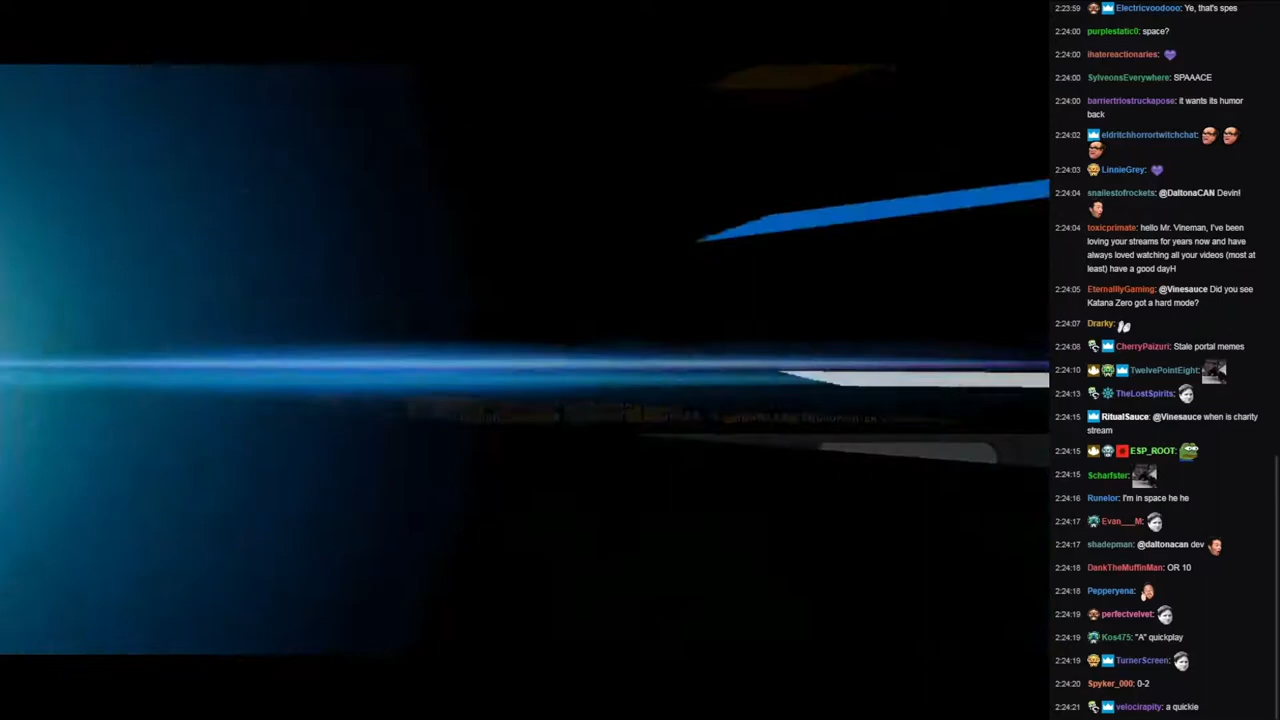 2:23:59 Electricvoodooo: Ye, that's spes
2:24:00 purplestatic0: space?
2:24:00 ihatereactionaries:
2:24:00 SylveonsEverywhere: SPAAACE
2:24:00 barriertriostruckapose: it wants its humor
back
2:24:02 eldritchhorrortwitchchat:
2:24:03 LinnieGrey:
2:24:04 snailestofrockets: @DaltonaCAN Devin!
2:24:04 toxicprimate: hello Mr. Vineman, I've been
loving your streams for years now and have
always loved watching all your videos (most at
least) have a good dayH
2:24:05 EternalllyGaming: @Vinesauce Did you see
Katana Zero got a hard mode?
2:24:07 Drarky:
2:24:08 CherryPaizuri: Stale portal memes
2:24:10 TwelvePointEight:
2:24:13 TheLostSpirits:
2:24:15 RitualSauce: @Vinesauce when is charity
stream
2:24:15 ESP_ROOT:
2:24:15 Scharfster:
2:24:16 Runelor: I'm in space he he
2:24:17 Evan___M:
2:24:17 shadepman: @daltonacan dev
2:24:18 DankTheMuffinMan: OR 10
2:24:18 Pepperyena:
2:24:19 perfectvelvet:
2:24:19 Kos475: "A" quickplay
2:24:19 TurnerScreen:
2:24:20 Spyker_000: 0-2
2:24:21 velocirapity: a quickie